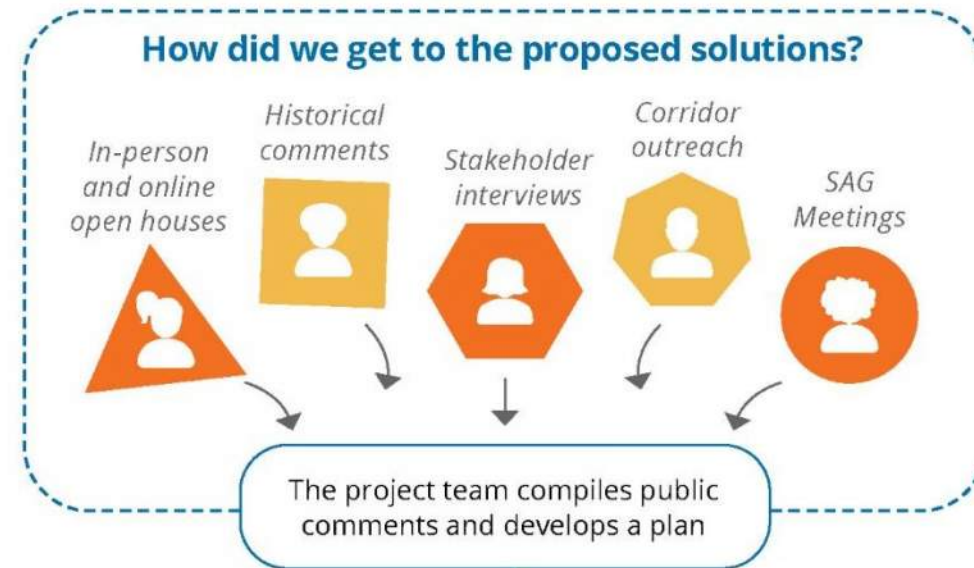 How did we get to the proposed solutions?
In-person
and online
open houses
Historical
comments
Stakeholder
interviews
Corridor
outreach
SAG
Meetings
The project team compiles public
comments and develops a plan